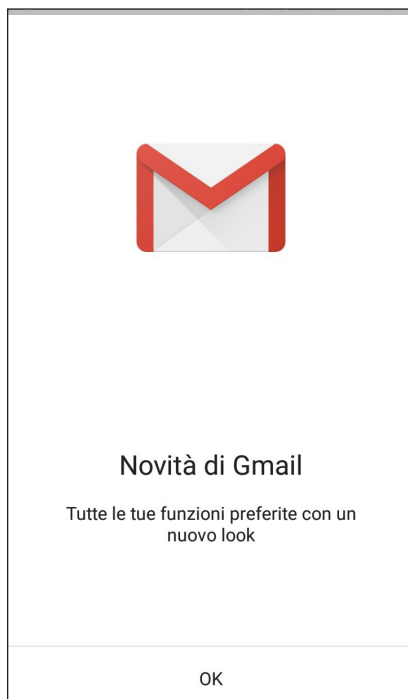 Novità di Gmail
Tutte le tue funzioni preferite con un
nuovo look
OK